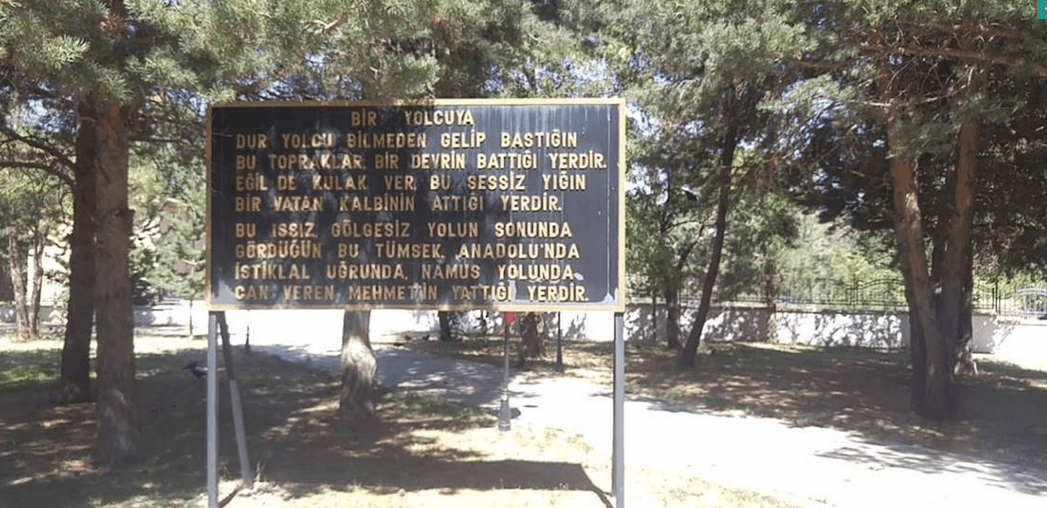 BİR YOLCUYA
DUR YOLCU BİLMEDEN GELİP BASTIĞIN
BU TOPRAKLAR BİR DEVRİN BATTIĞI YERDİR.
EĞİL DE KULAK VER, BU SESSİZ YIĞIN
BİR VATAN KALBİNİN ATTIĞI YERDİR.
BU ISSIZ GÖLGESİZ YOLUN SONUNDA
GÖRDÜĞÜN BU TÜMSEK, ANADOLU'NDA
İSTİKLAL UĞRUNDA, NAMUS YOLUNDA
CAN VEREN MEHMET'İN YATTIĞI YERDİR.